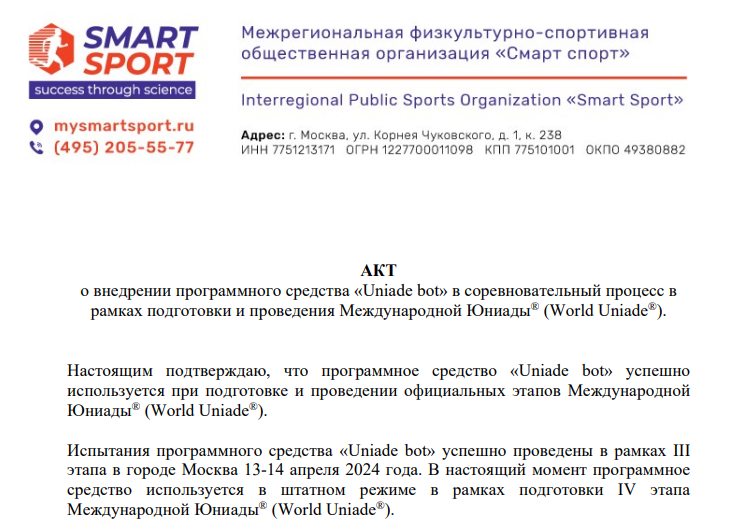 SMART
SPORT
success through science
mysmartsport.ru
(495) 205-55-77
Межрегиональная физкультурно-спортивная
общественная организация «Смарт спорт»
Interregional Public Sports Organization «Smart Sport»
Адрес: г. Москва, ул. Корнея Чуковского, д. 1, к. 238
ИНН 7751213171 ОГРН 1227700011098 КПП 775101001 ОКПО 49380882
АКТ
о внедрении программного средства «Uniade bot» в соревновательный процесс в
рамках подготовки и проведения Международной Юниады® (World Uniade®).
Настоящим подтверждаю, что программное средство «Uniade bot» успешно
используется при подготовке и проведении официальных этапов Международной
Юниады® (World Uniade®).
Испытания программного средства «Uniade bot» успешно проведены в рамках III
этапа в городе Москва 13-14 апреля 2024 года. В настоящий момент программное
средство используется в штатном режиме в рамках подготовки IV этапа
Международной Юниады® (World Uniade®).